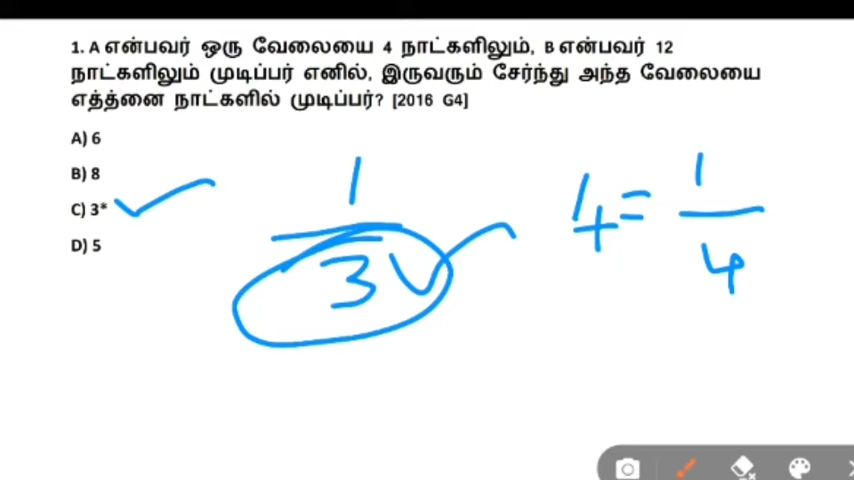 1. A என்பவர் ஒரு வேலையை 4 நாட்களிலும், B என்பவர் 12
நாட்களிலும் முடிப்பர் எனில், இருவரும் சேர்ந்து அந்த வேலையை
எத்த்னை நாட்களில் முடிப்பர்? [2016 G4]
A) 6
B) 8
C) 3*
D) 5
1
3
4 = 1
4